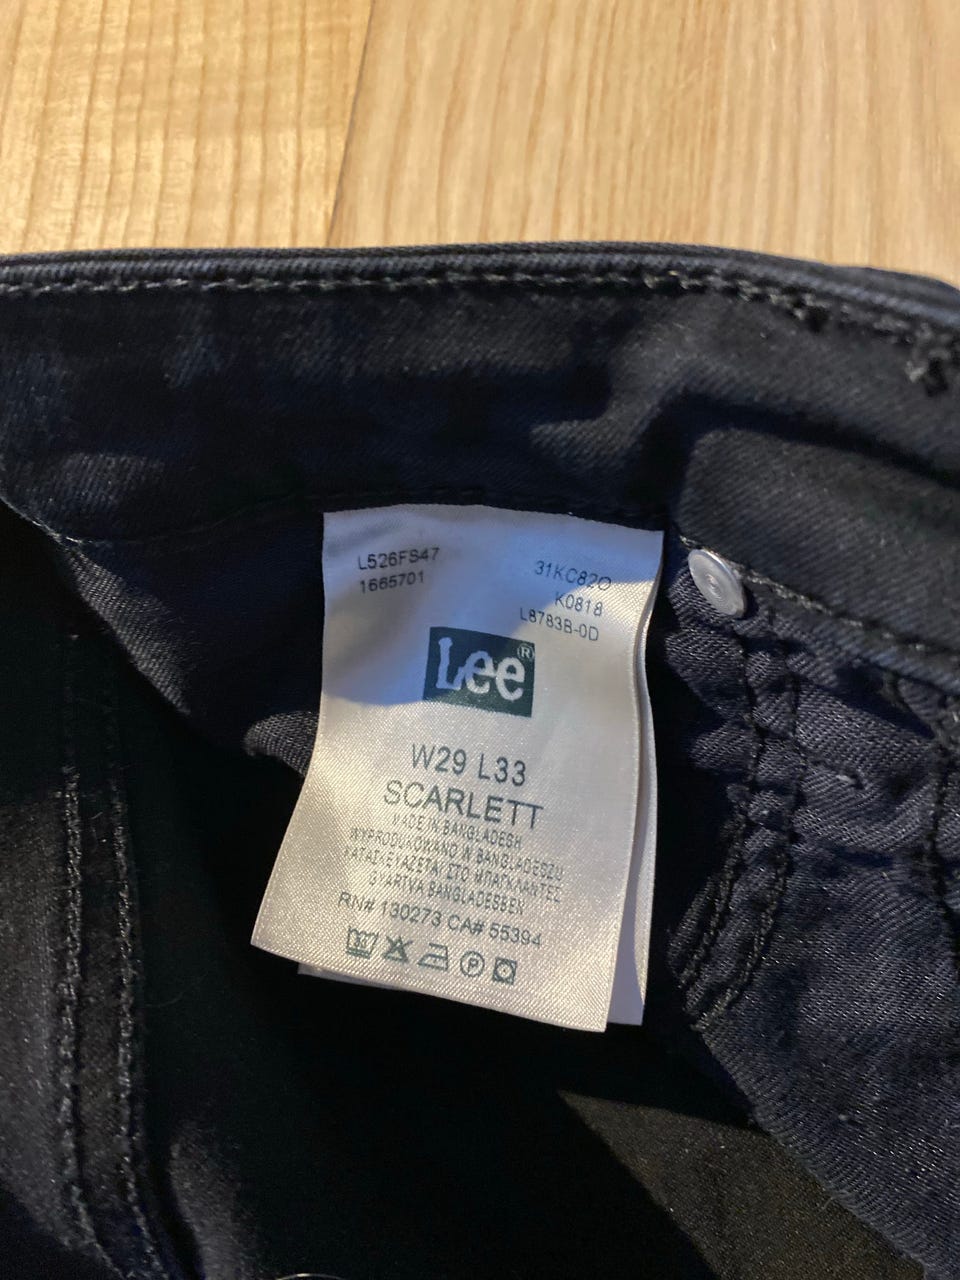 L526FS47
1665701
31KC82O
K0818
L8783B-0D
Lee®
W29 L33
SCARLETT
MADE IN BANGLADESH
WYPRODUKOWANO W BANGLADESZU
ΚΑΤΑΣΚΕΥΑΖΕΤΑΙ ΣΤΟ ΜΠΑΓΚΛΑΝΤΕΣ
GYÁRTVA BANGLADESBEN
RN# 130273 CA# 55394
30
P